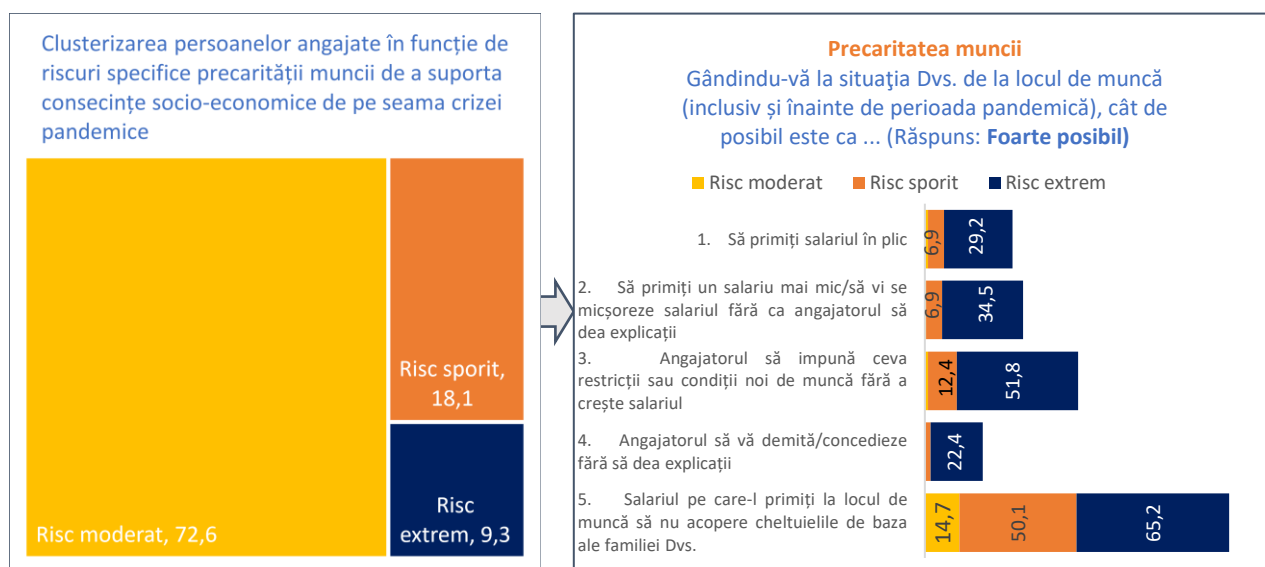 Clusterizarea persoanelor angajate în funcție de
riscuri specifice precarității muncii de a suporta
consecințe socio-economice de pe seama crizei
pandemice
Risc moderat, 72,6
Risc sporit,
18,1
Risc
extrem, 9,3
Precaritatea muncii
Gândindu-vă la situaţia Dvs. de la locul de muncă
(inclusiv și înainte de perioada pandemică), cât de
posibil este ca ... (Răspuns: Foarte posibil)
Risc moderat Risc sporit Risc extrem
1. Să primiți salariul în plic
6,9 29,2
2. Să primiți un salariu mai mic/să vi se
micșoreze salariul fără ca angajatorul să
dea explicații
6,9 34,5
3. Angajatorul să impună ceva
restricții sau condiții noi de muncă fără a
crește salariul
12,4 51,8
4. Angajatorul să vă demită/concedieze
fără să dea explicații
22,4
5. Salariul pe care-l primiți la locul de
muncă să nu acopere cheltuielile de baza
ale familiei Dvs.
14,7 50,1 65,2